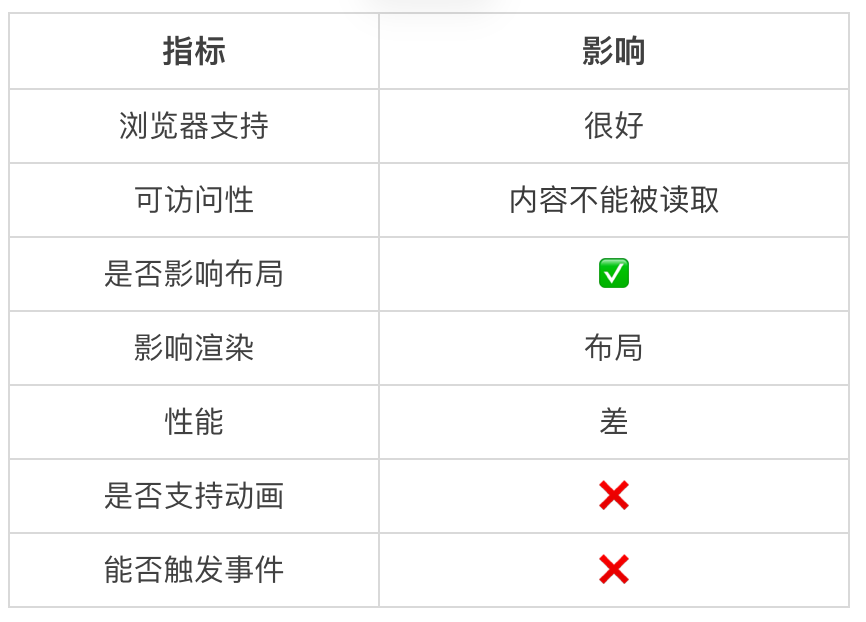 指标 影响
浏览器支持 很好
可访问性 内容不能被读取
是否影响布局 ✅
影响渲染 布局
性能 差
是否支持动画 ❌
能否触发事件 ❌